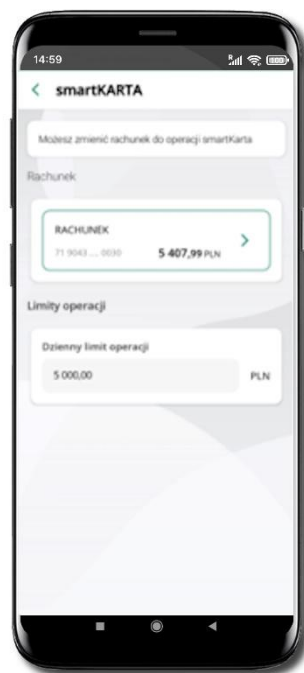 14:59
smartKARTA
Możesz zmienić rachunek do operacji smartKarta
Rachunek
RACHUNEK
71 9043 .... 0030 5 407,99 PLN
Limity operacji
Dzienny limit operacji
5 000,00 PLN